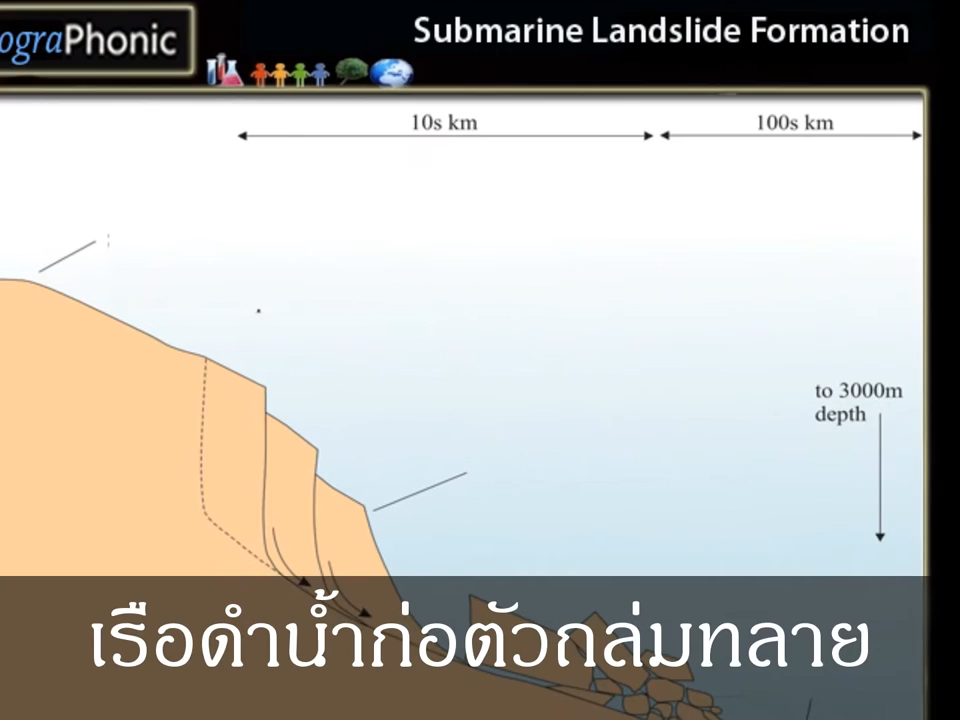 ograPhonic
Submarine Landslide Formation
10s km
100s km
to 3000m
depth
เรือดำน้ำก่อตัวถล่มทลาย